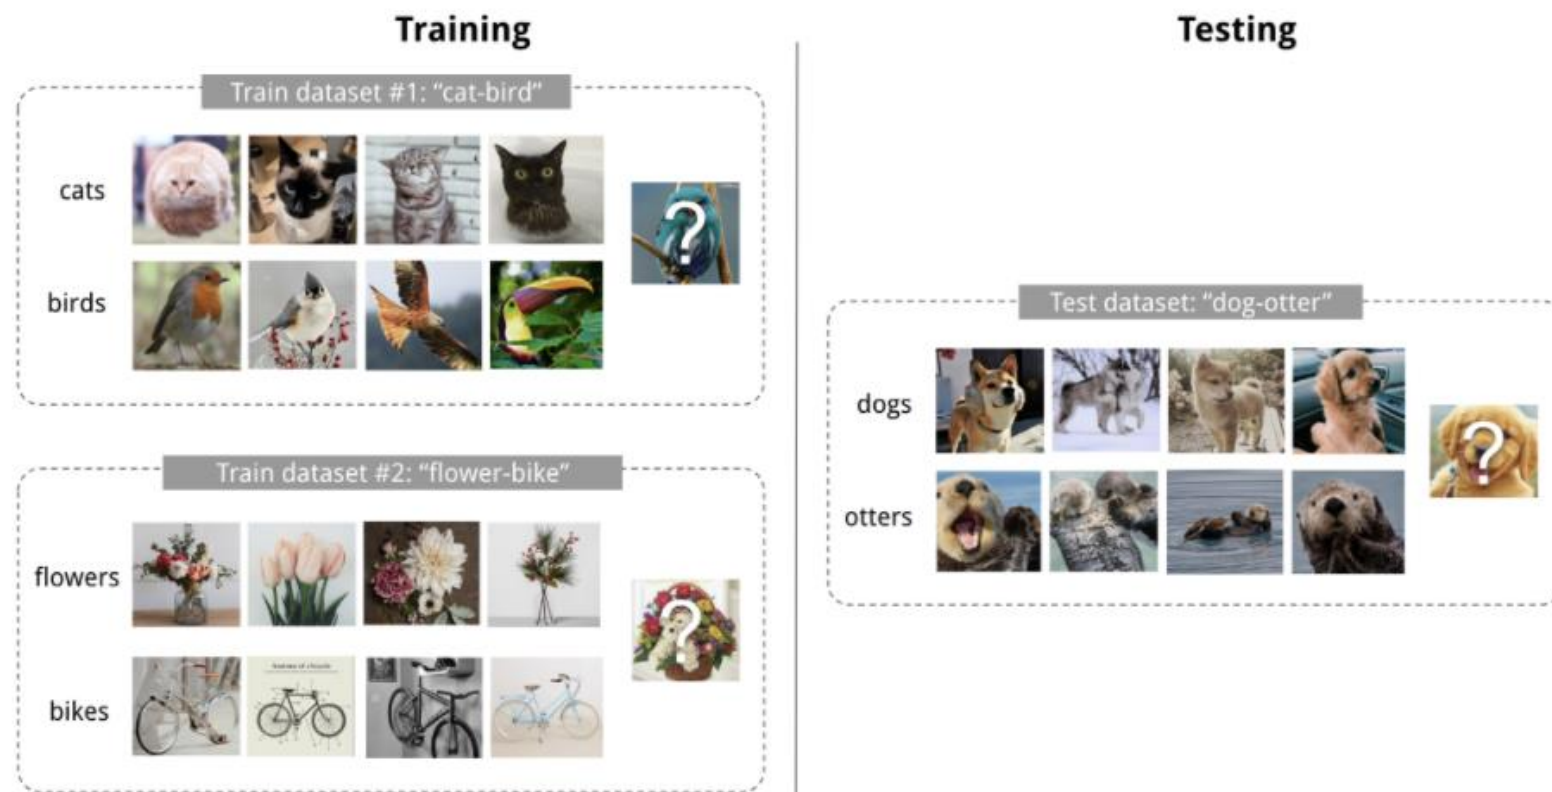 Training
Testing
Train dataset #1: “cat-bird”
cats
?
birds
Train dataset #2: “flower-bike”
flowers
?
bikes
Test dataset: “dog-otter”
dogs
?
otters